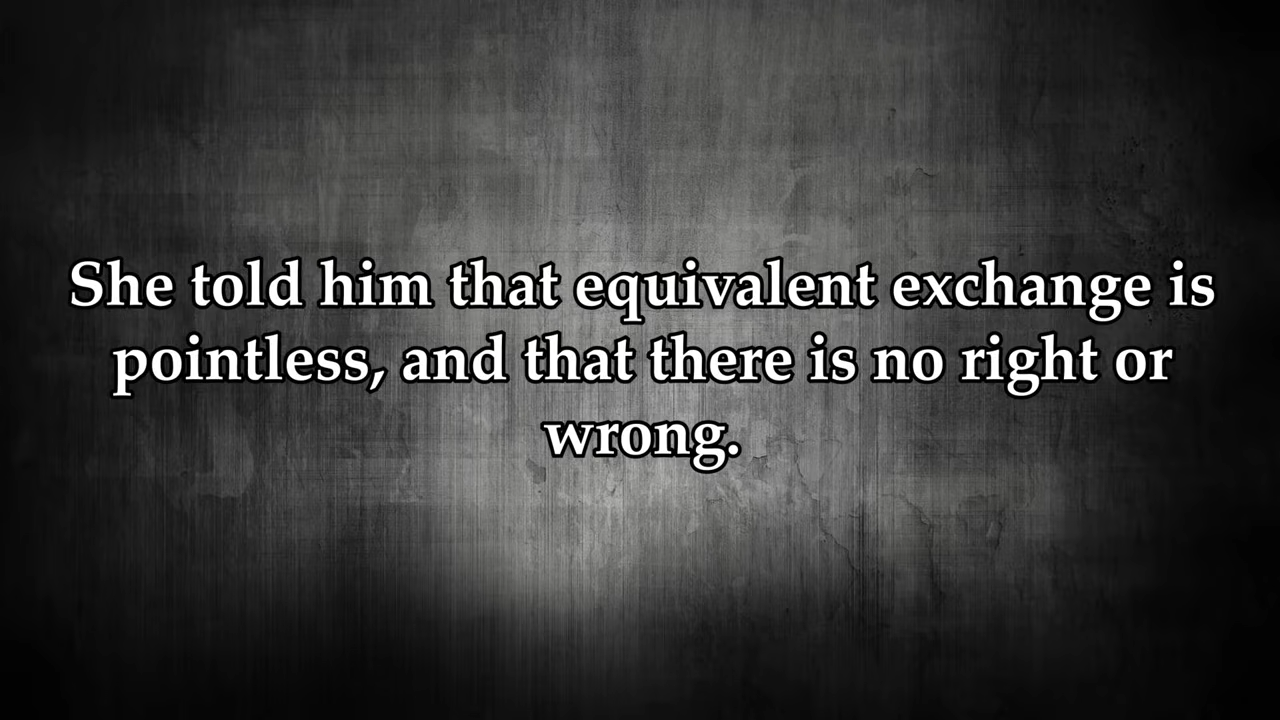 She told him that equivalent exchange is
pointless, and that there is no right or
wrong.